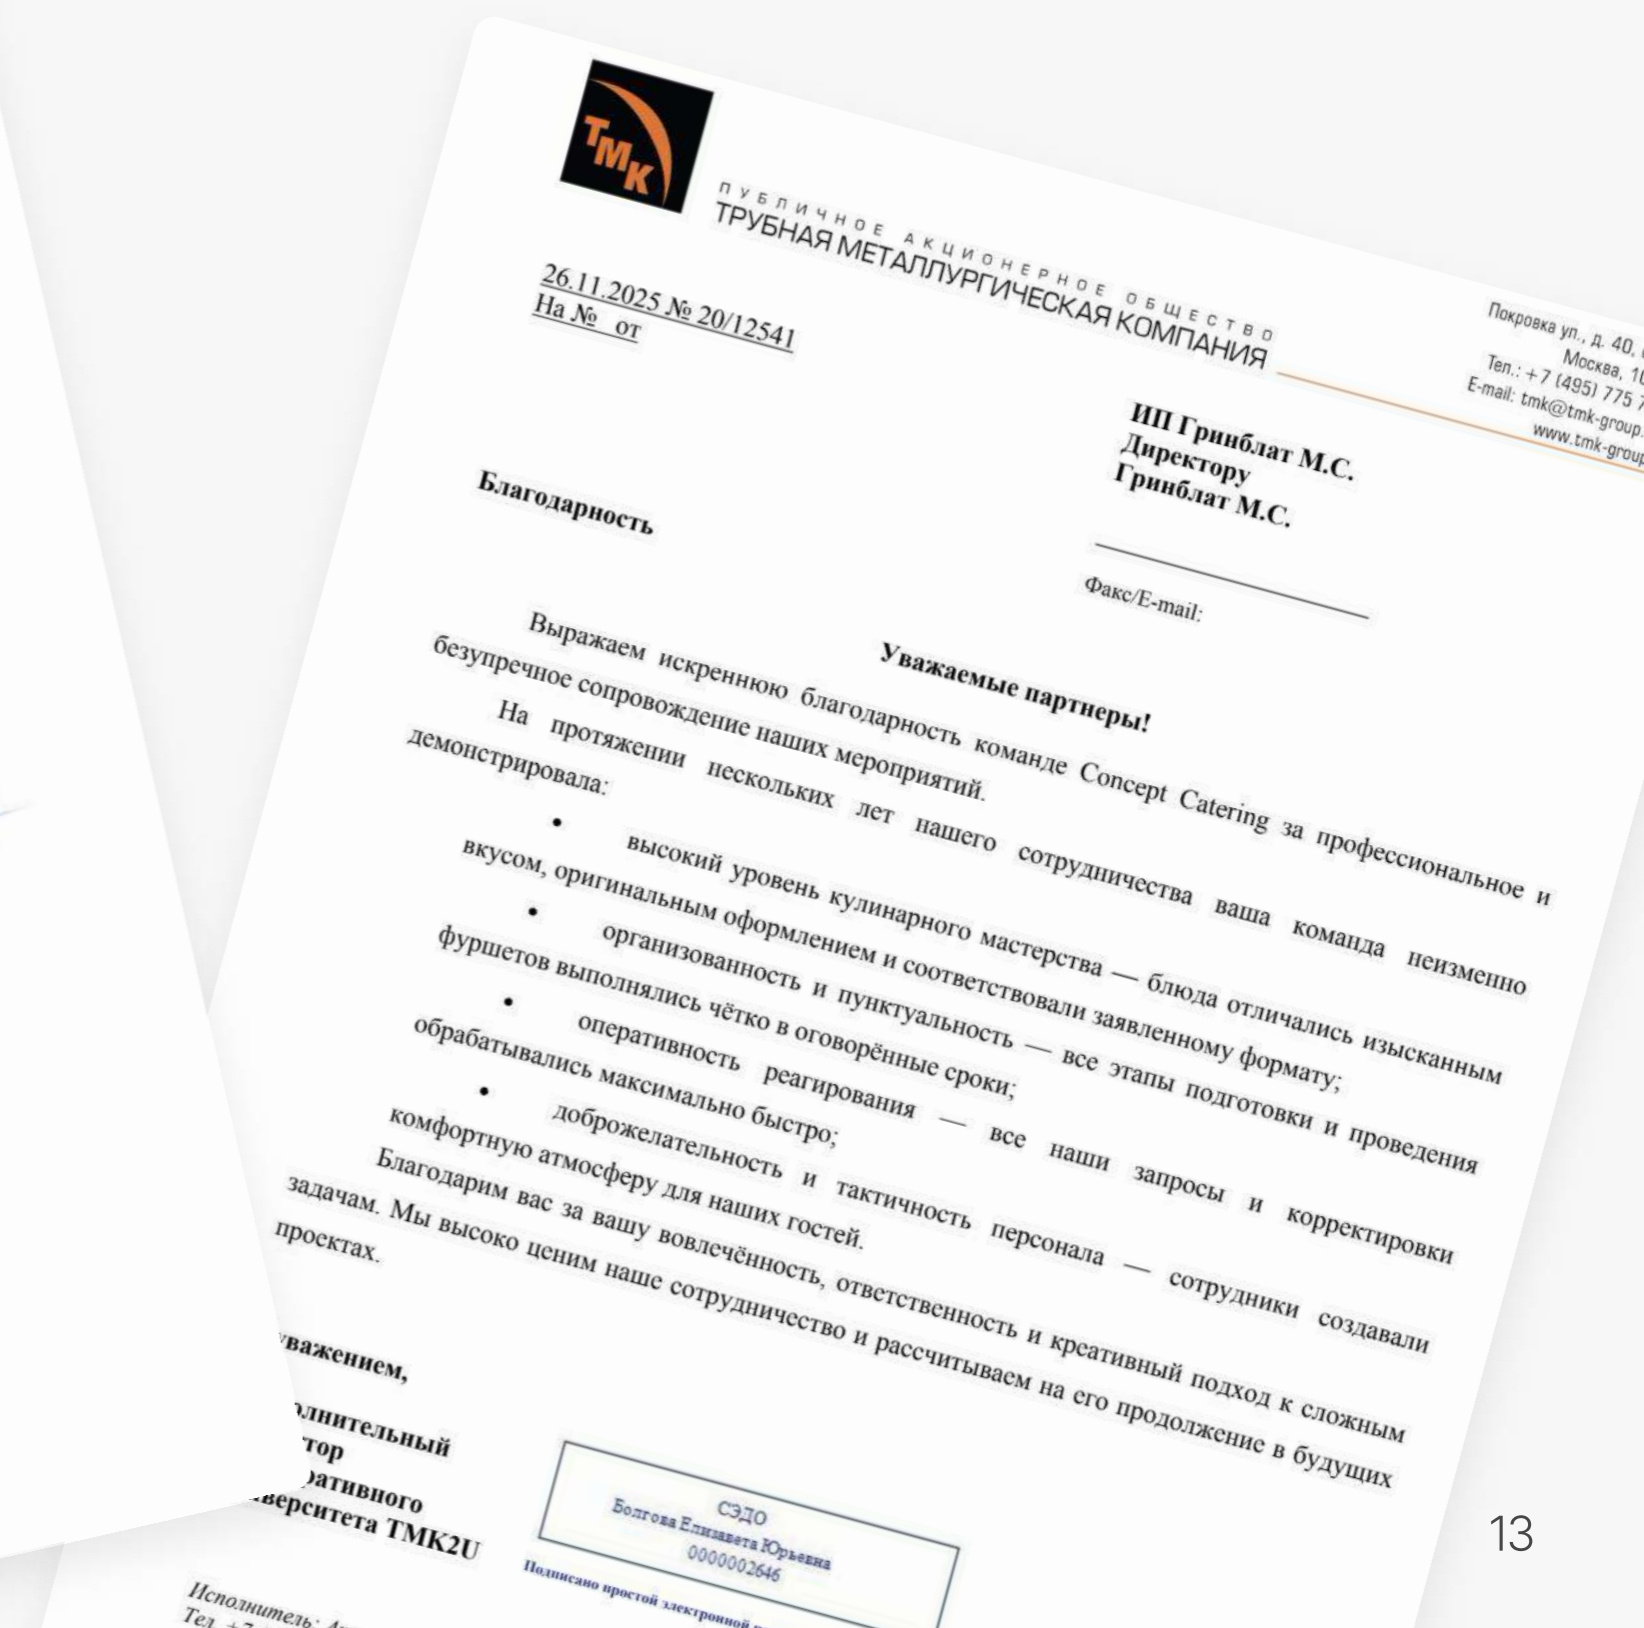 ТМК
ПУБЛИЧНОЕ АКЦИОНЕРНОЕ ОБЩЕСТВО
ТРУБНАЯ МЕТАЛЛУРГИЧЕСКАЯ КОМПАНИЯ
Покровка ул., д. 40,
Москва,
Тел.: +7 (495) 775
E-mail: tmk@tmk-group.
www.tmk-group
26.11.2025 № 20/12541
На № от
ИП Гринблат М.С.
Директору
Гринблат М.С.
Факс/E-mail:
Благодарность
Уважаемые партнеры!
Выражаем искреннюю благодарность команде Concept Catering за профессиональное и
безупречное сопровождение наших мероприятий.
На протяжении нескольких лет нашего сотрудничества ваша команда неизменно
демонстрировала:
• высокий уровень кулинарного мастерства — блюда отличались изысканным
вкусом, оригинальным оформлением и соответствовали заявленному формату;
• организованность и пунктуальность — все этапы подготовки и проведения
фуршетов выполнялись чётко в оговорённые сроки;
• оперативность реагирования — все наши запросы и корректировки
обрабатывались максимально быстро;
• доброжелательность и тактичность персонала — сотрудники создавали
комфортную атмосферу для наших гостей.
Благодарим вас за вашу вовлечённость, ответственность и креативный подход к сложным
задачам. Мы высоко ценим наше сотрудничество и рассчитываем на его продолжение в будущих
проектах.
уважением,
олнительный
тор
ративного
иверситета TMK2U
СЭДО
Болгова Елизавета Юрьевна
0000002646
Подписано простой электронной
Исполнитель:
Тел. +7
13